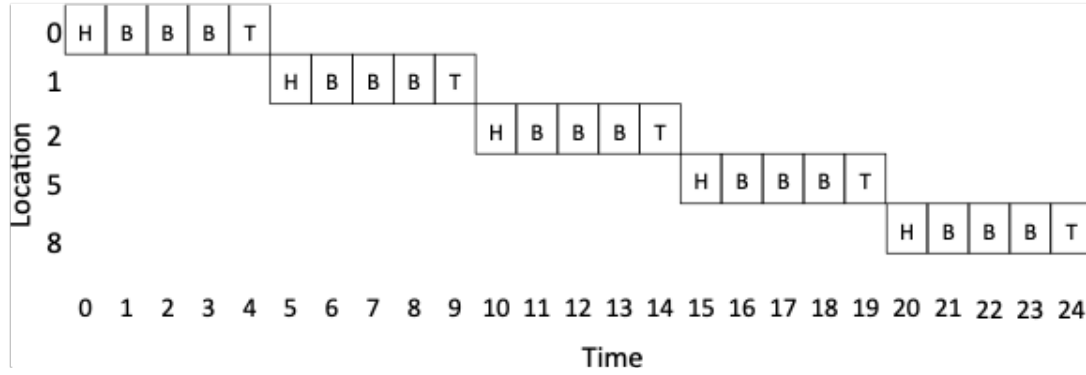 0 H B B B T
1 H B B B T
2 H B B B T
5 H B B B T
8 H B B B T
Location
0 1 2 3 4 5 6 7 8 9 10 11 12 13 14 15 16 17 18 19 20 21 22 23 24
Time